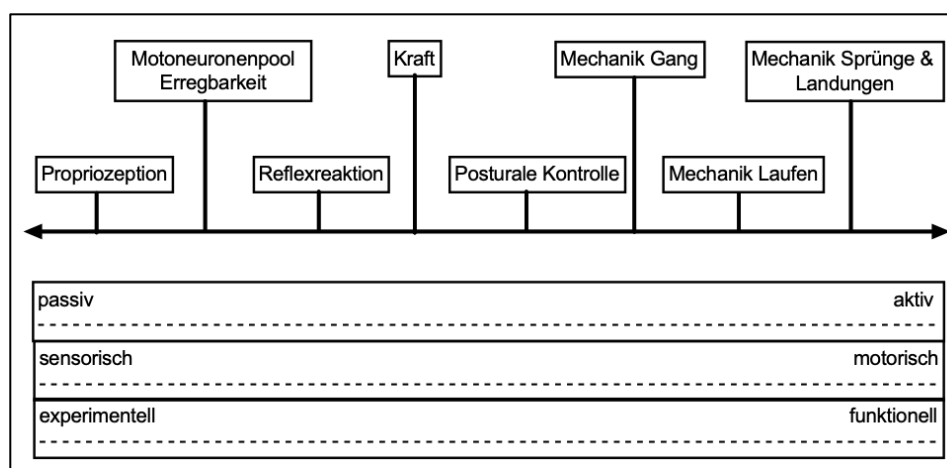 Motoneuronenpool
Erregbarkeit
Kraft
Mechanik Gang
Mechanik Sprünge &
Landungen
Propriozeption
Reflexreaktion
Posturale Kontrolle
Mechanik Laufen
passiv
aktiv
sensorisch
motorisch
experimentell
funktionell